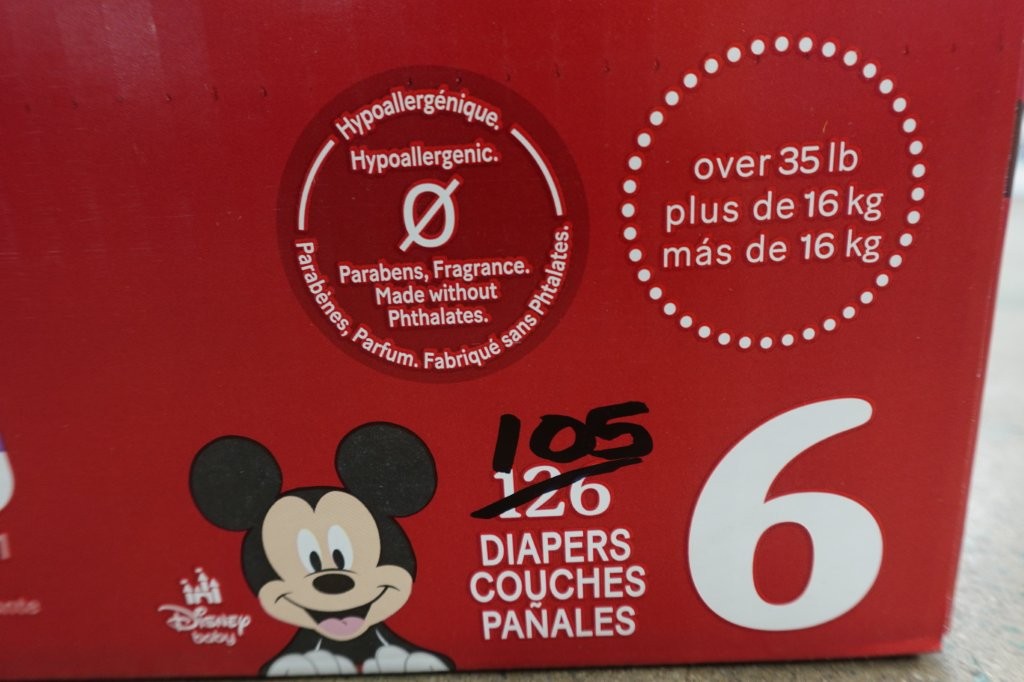 Hypoallergénique.
Hypoallergenic.
Ø
Parabens, Fragrance.
Made without
Phthalates.
Parabènes, Parfum. Fabriqué sans Phtalates.
over 35 lb
plus de 16 kg
más de 16 kg
105
126
DIAPERS
COUCHES
PAÑALES
6
Disney
baby